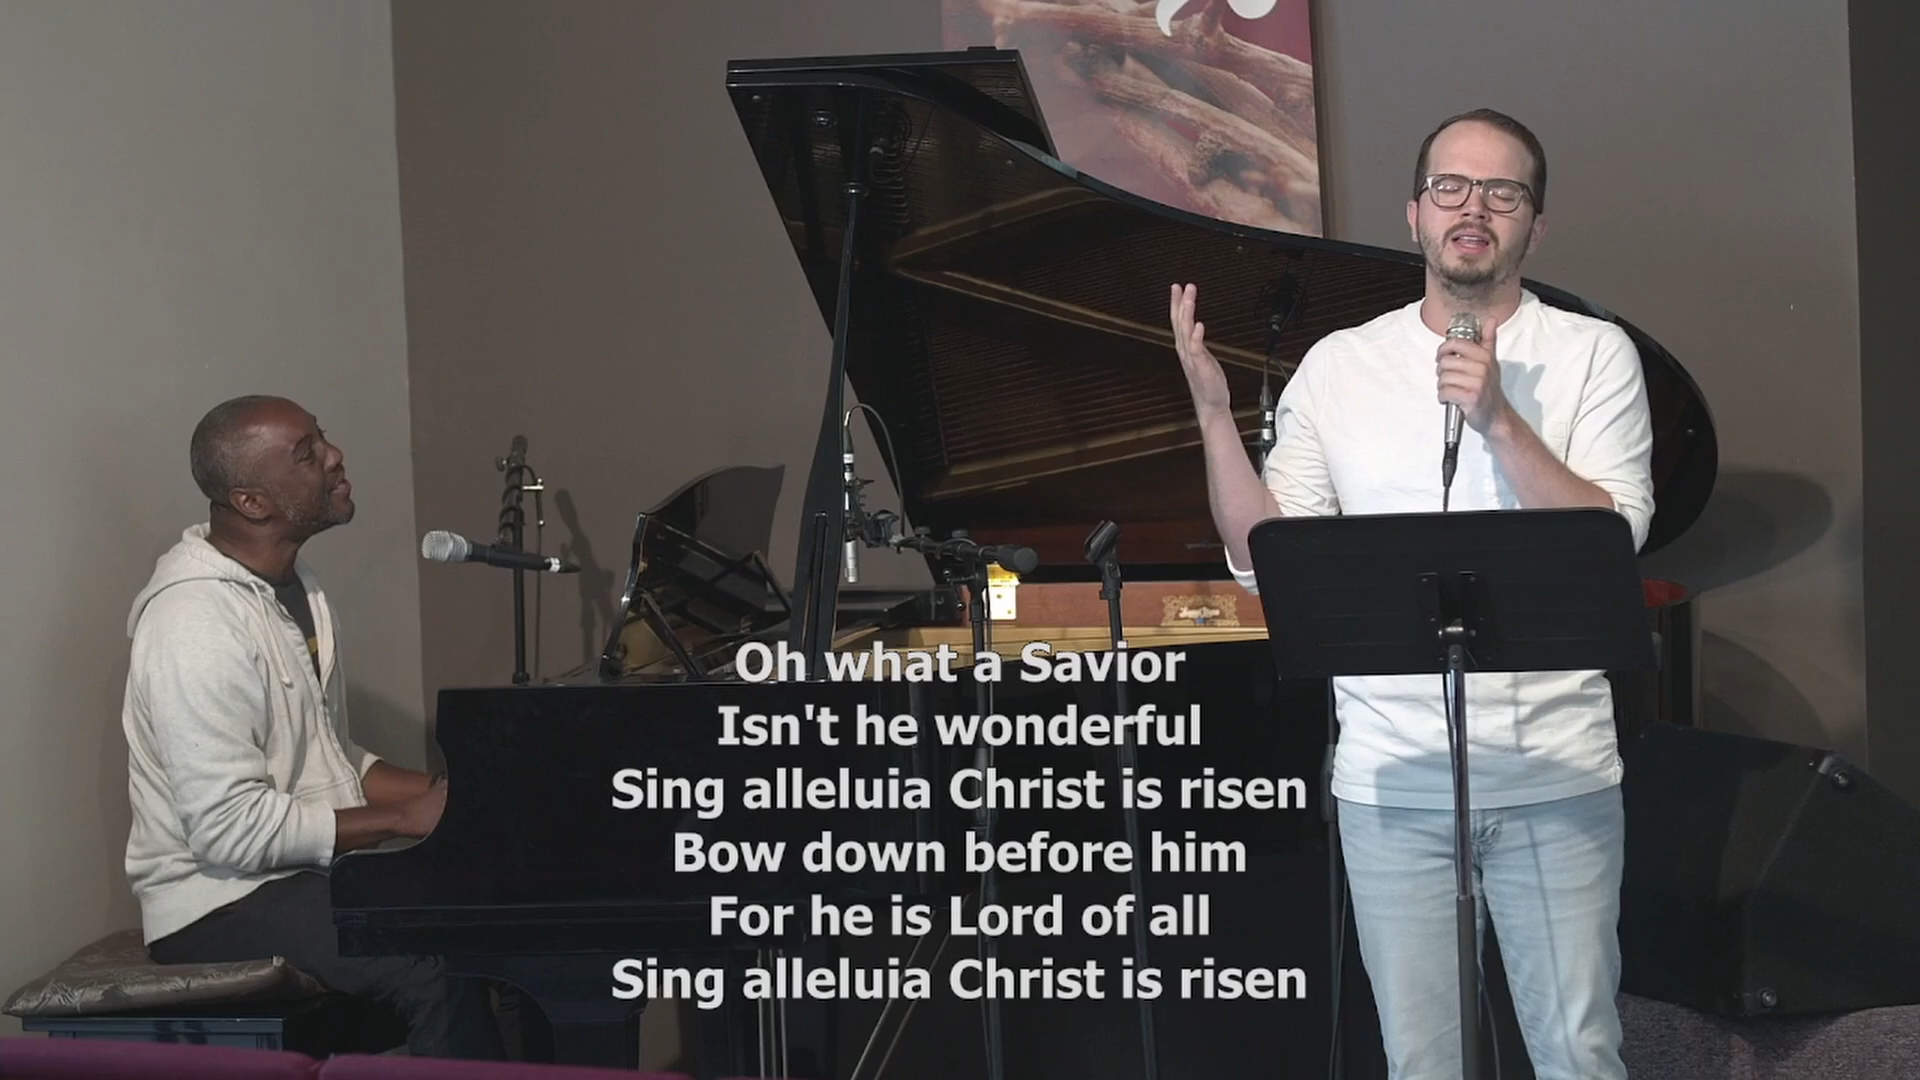 Oh what a Savior
Isn't he wonderful
Sing alleluia Christ is risen
Bow down before him
For he is Lord of all
Sing alleluia Christ is risen